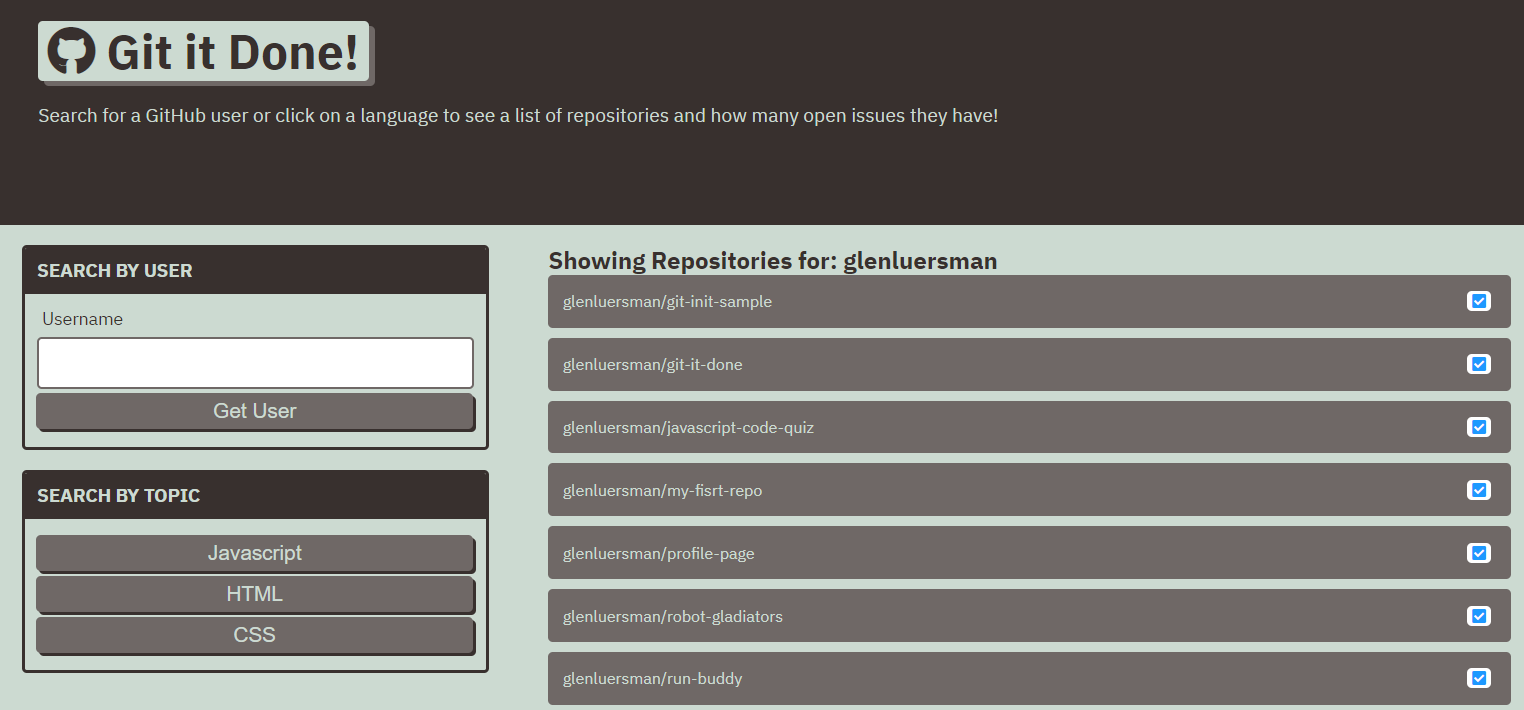 Git it Done!
Search for a GitHub user or click on a language to see a list of repositories and how many open issues they have!
SEARCH BY USER
Username
Get User
SEARCH BY TOPIC
Javascript
HTML
CSS
Showing Repositories for: glenluersman
glenluersman/git-init-sample
glenluersman/git-it-done
glenluersman/javascript-code-quiz
glenluersman/my-fisrt-repo
glenluersman/profile-page
glenluersman/robot-gladiators
glenluersman/run-buddy